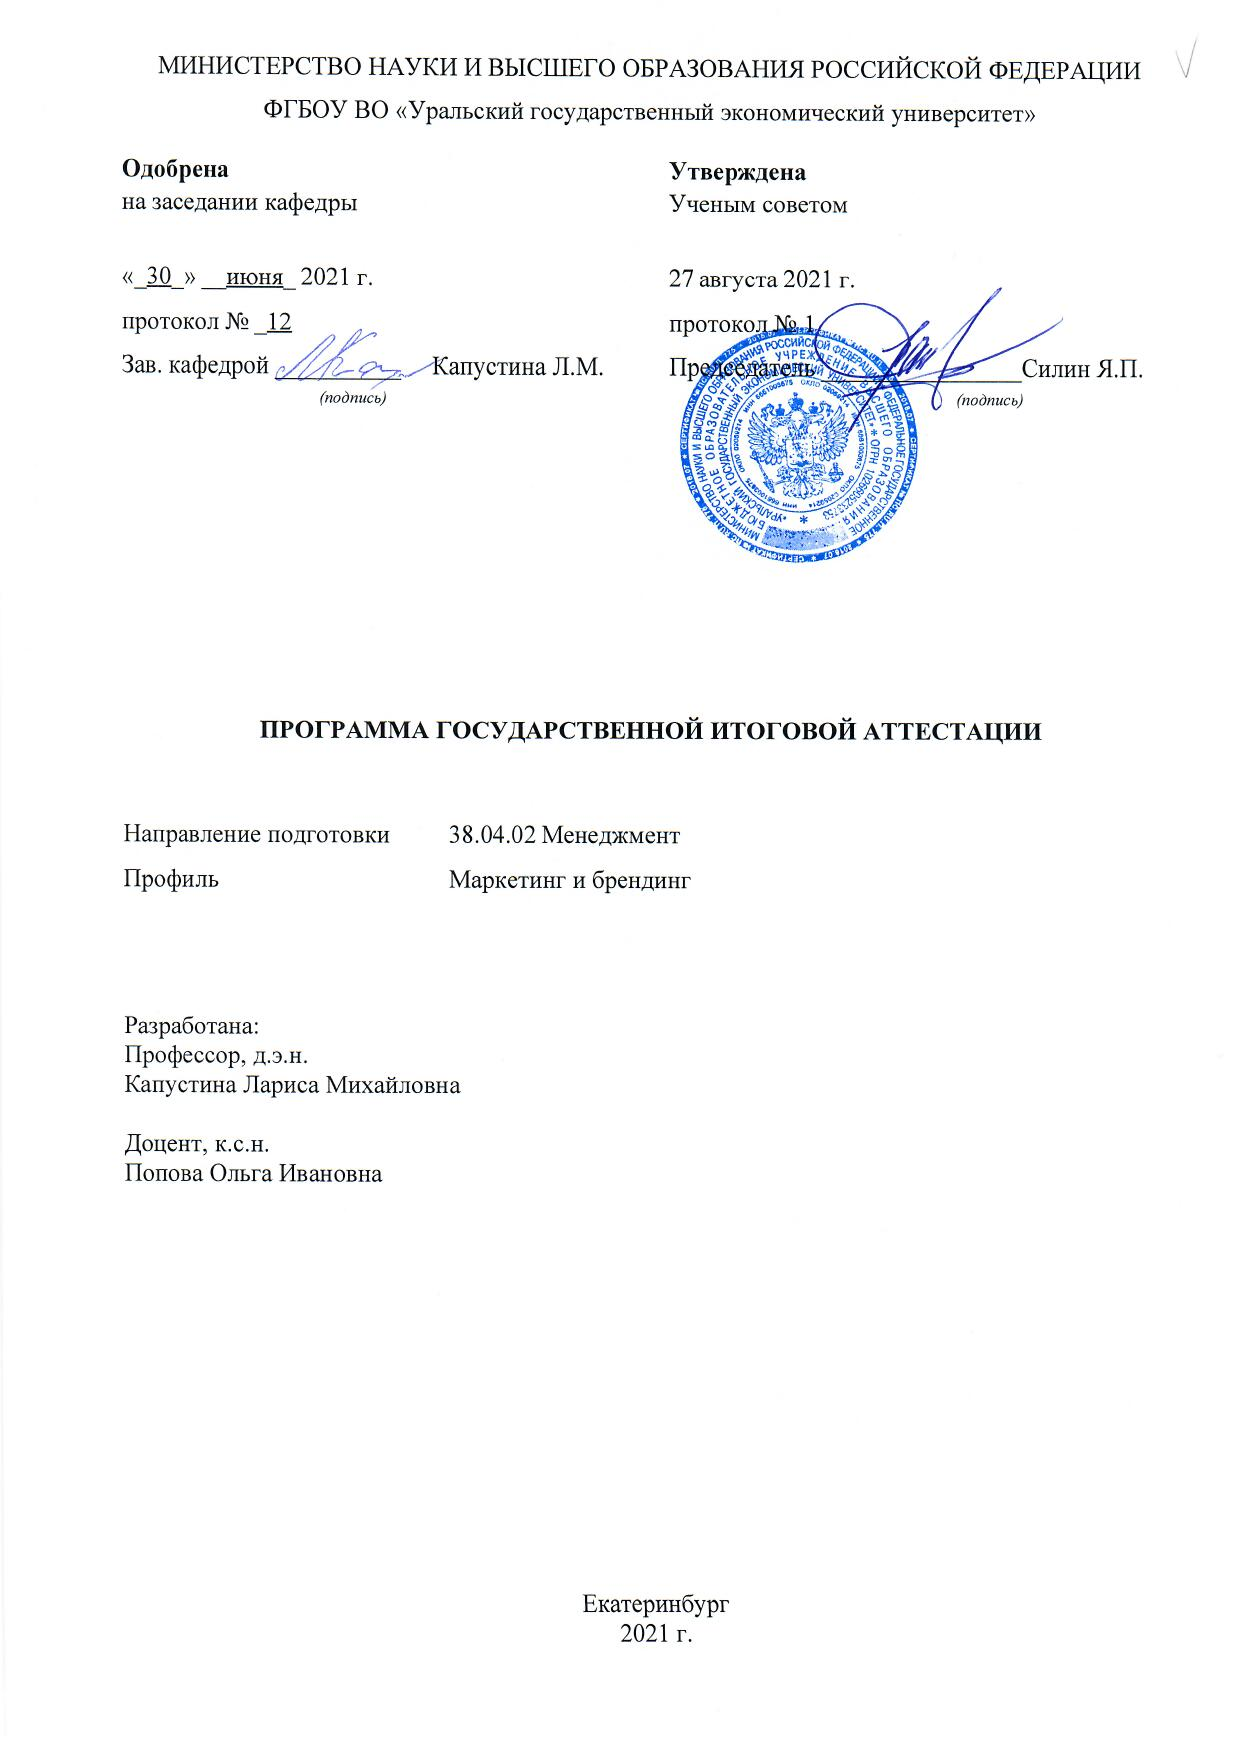 МИНИСТЕРСТВО НАУКИ И ВЫСШЕГО ОБРАЗОВАНИЯ РОССИЙСКОЙ ФЕДЕРАЦИИ
ФГБОУ ВО «Уральский государственный экономический университет»
Одобрена
на заседании кафедры
«_30_» __июня_ 2021 г.
протокол № _12
Зав. кафедрой __________ Капустина Л.М.
(подпись)
Утверждена
Ученым советом
27 августа 2021 г.
протокол № 1
Председатель ________________Силин Я.П.
(подпись)
ПРОГРАММА ГОСУДАРСТВЕННОЙ ИТОГОВОЙ АТТЕСТАЦИИ
Направление подготовки 38.04.02 Менеджмент
Профиль Маркетинг и брендинг
Разработана:
Профессор, д.э.н.
Капустина Лариса Михайловна
Доцент, к.с.н.
Попова Ольга Ивановна
Екатеринбург
2021 г.